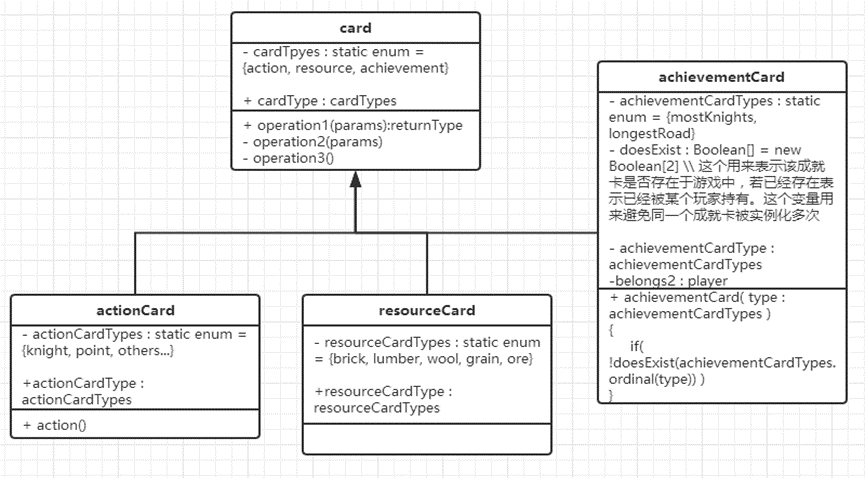 card
- cardTpyes : static enum =
{action, resource, achievement}
+ cardType : cardTypes
+ operation1(params):returnType
- operation2(params)
- operation3()
achievementCard
- achievementCardTypes : static
enum = {mostKnights,
longestRoad}
- doesExist : Boolean[] = new
Boolean[2] \\ 这个用来表示该成就
卡是否存在于游戏中，若已经存在表
示已经被某个玩家持有。这个变量用
来避免同一个成就卡被实例化多次
- achievementCardType :
achievementCardTypes
-belongs2 : player
+ achievementCard( type :
achievementCardTypes )
{
if(
!doesExist(achievementCardTypes.
ordinal(type)) )
}
actionCard
- actionCardTypes : static enum =
{knight, point, others...}
+actionCardType :
actionCardTypes
+ action()
resourceCard
- resourceCardTypes : static enum
= {brick, lumber, wool, grain, ore}
+resourceCardType :
resourceCardTypes